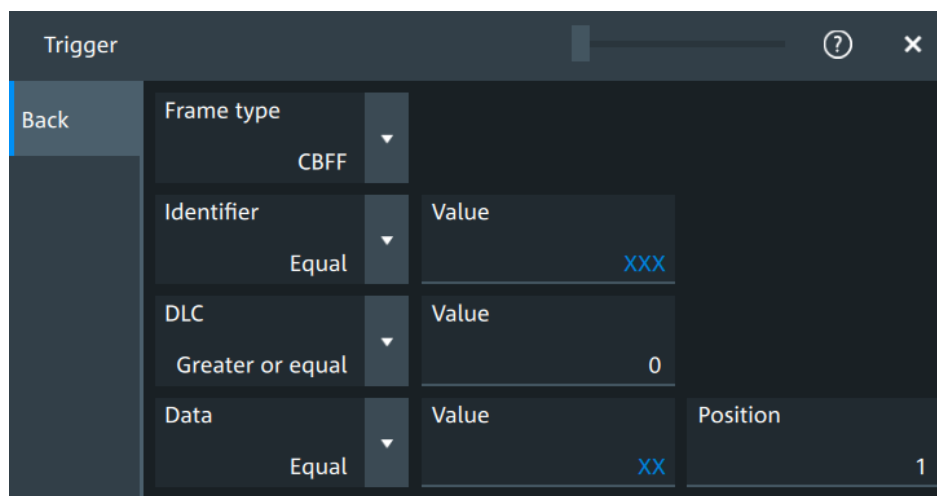 Trigger ? ×
Back
Frame type
CBFF
Identifier Value
Equal XXX
DLC Value
Greater or equal 0
Data Value Position
Equal XX 1